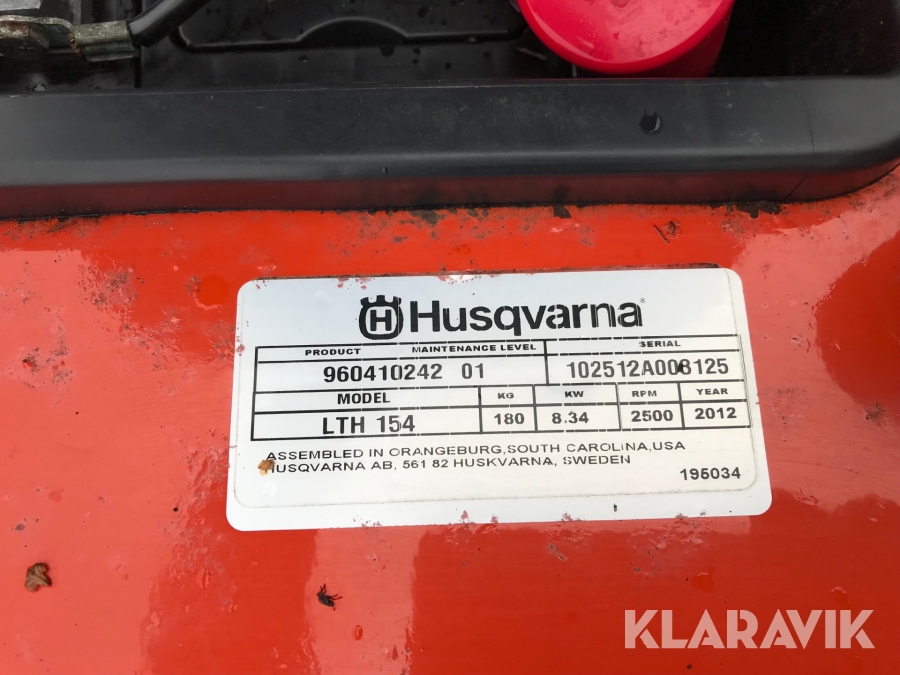 Husqvarna
PRODUCT MAINTENANCE LEVEL SERIAL
960410242 01 102512A003125
MODEL KG KW RPM YEAR
LTH 154 180 8.34 2500 2012
ASSEMBLED IN ORANGEBURG,SOUTH CAROLINA,USA
HUSQVARNA AB, 561 82 HUSKVARNA, SWEDEN
195034
KLARAVIK